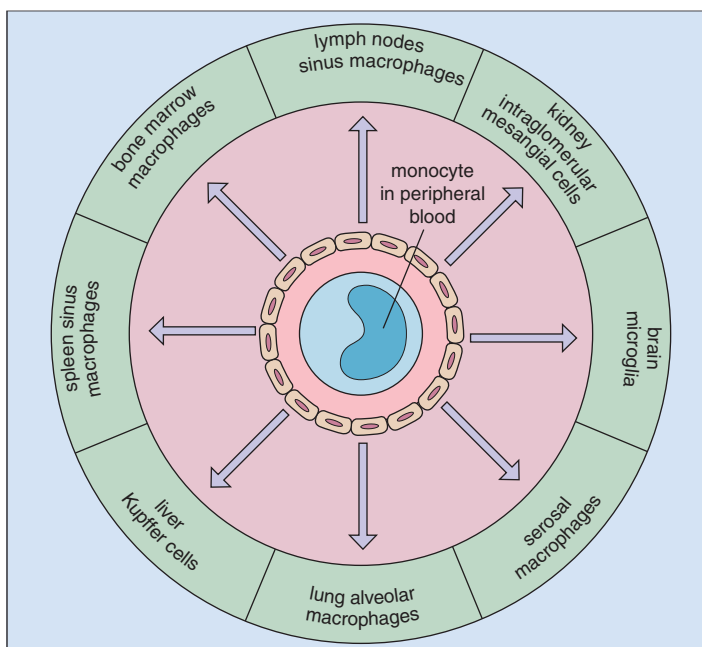 lymph nodes
sinus macrophages
kidney
intraglomerular
mesangial cells
brain
microglia
serosal
macrophages
lung alveolar
macrophages
liver
Kupffer cells
spleen sinus
macrophages
bone marrow
macrophages
monocyte
in peripheral
blood